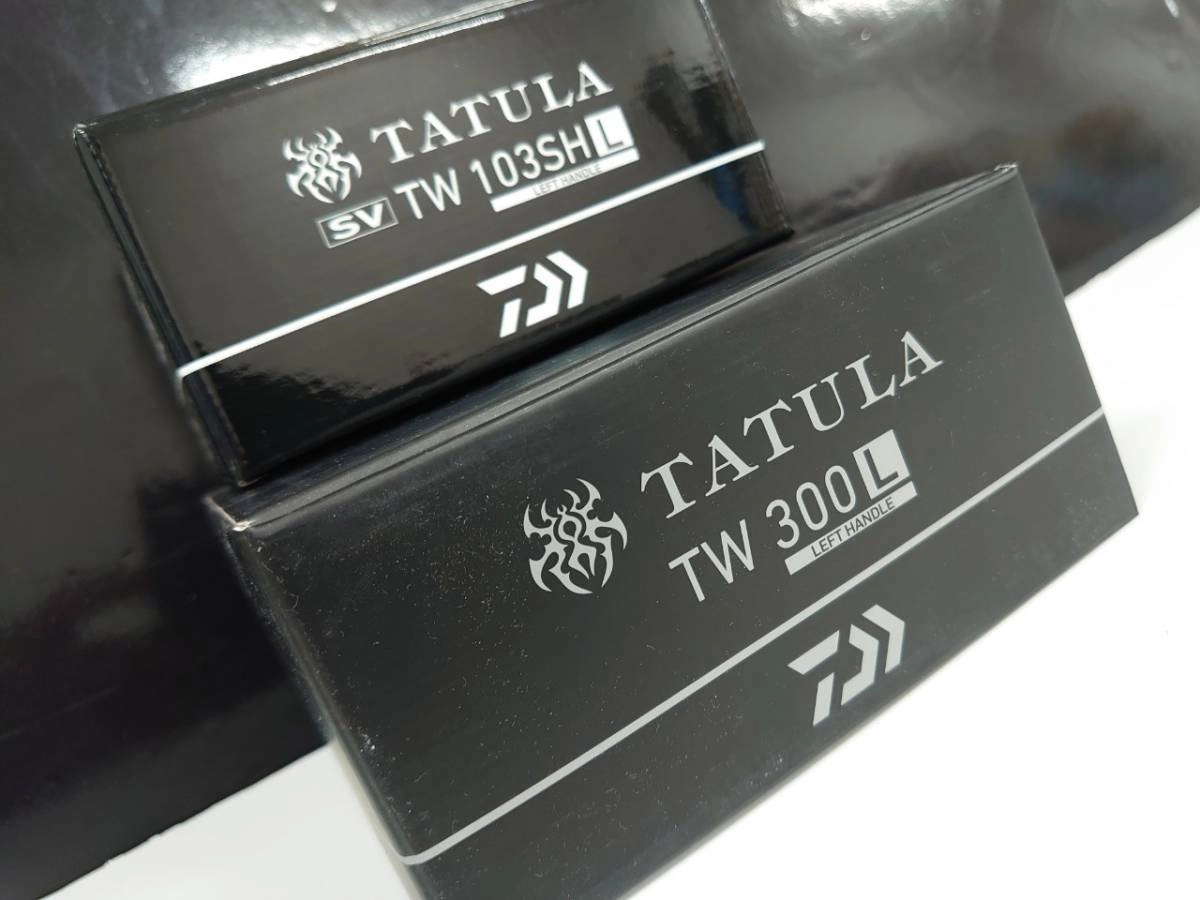 TATULA
SV TW 103SH L
LEFT HANDLE
TATULA
TW 300 L
LEFT HANDLE